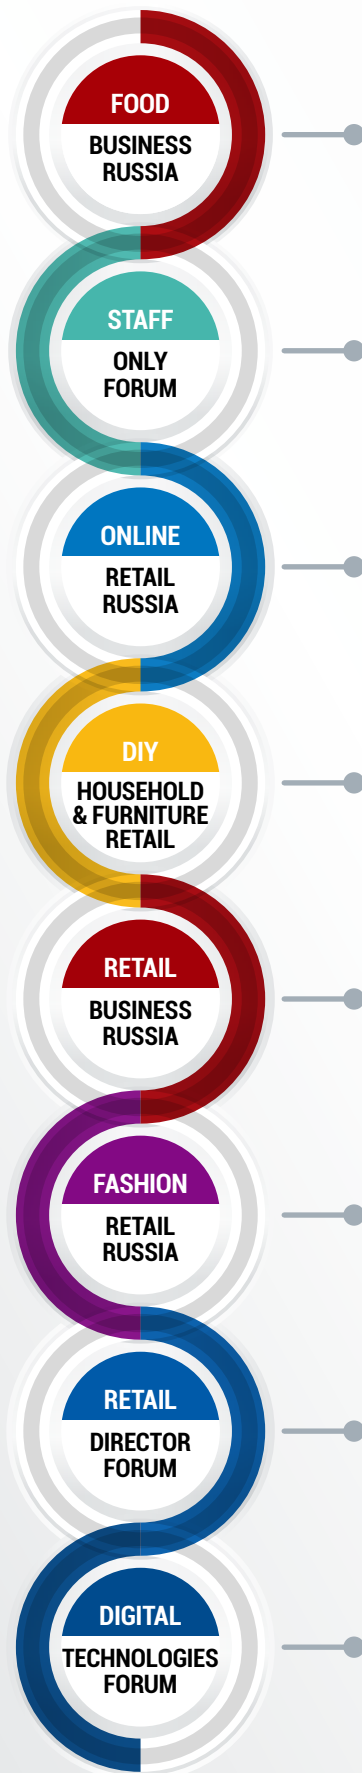 FOOD
BUSINESS
RUSSIA
STAFF
ONLY
FORUM
ONLINE
RETAIL
RUSSIA
DIY
HOUSEHOLD
& FURNITURE
RETAIL
RETAIL
BUSINESS
RUSSIA
FASHION
RETAIL
RUSSIA
RETAIL
DIRECTOR
FORUM
DIGITAL
TECHNOLOGIES
FORUM